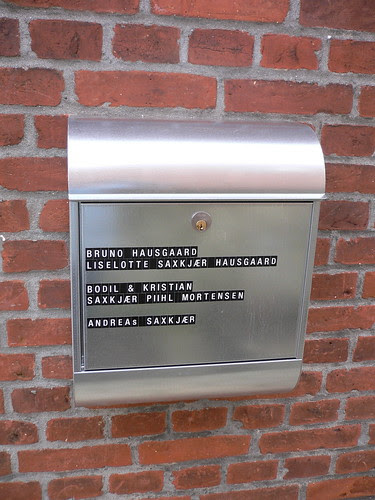 BRUNO HAUSGAARD
LISELOTTE SAXKJÆR HAUSGAARD
BODIL & KRISTIAN
SAXKJÆR PIIHL MORTENSEN
ANDREAs SAXKJÆR